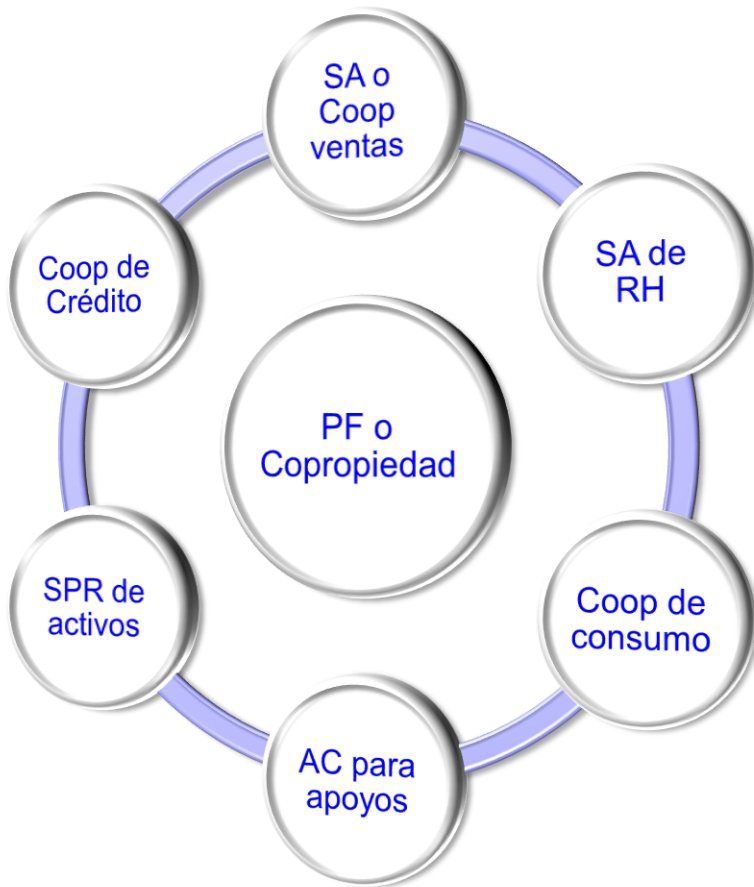 SA o
Coop
ventas
SA de
RH
Coop de
consumo
AC para
apoyos
SPR de
activos
Coop de
Crédito
PF o
Copropiedad